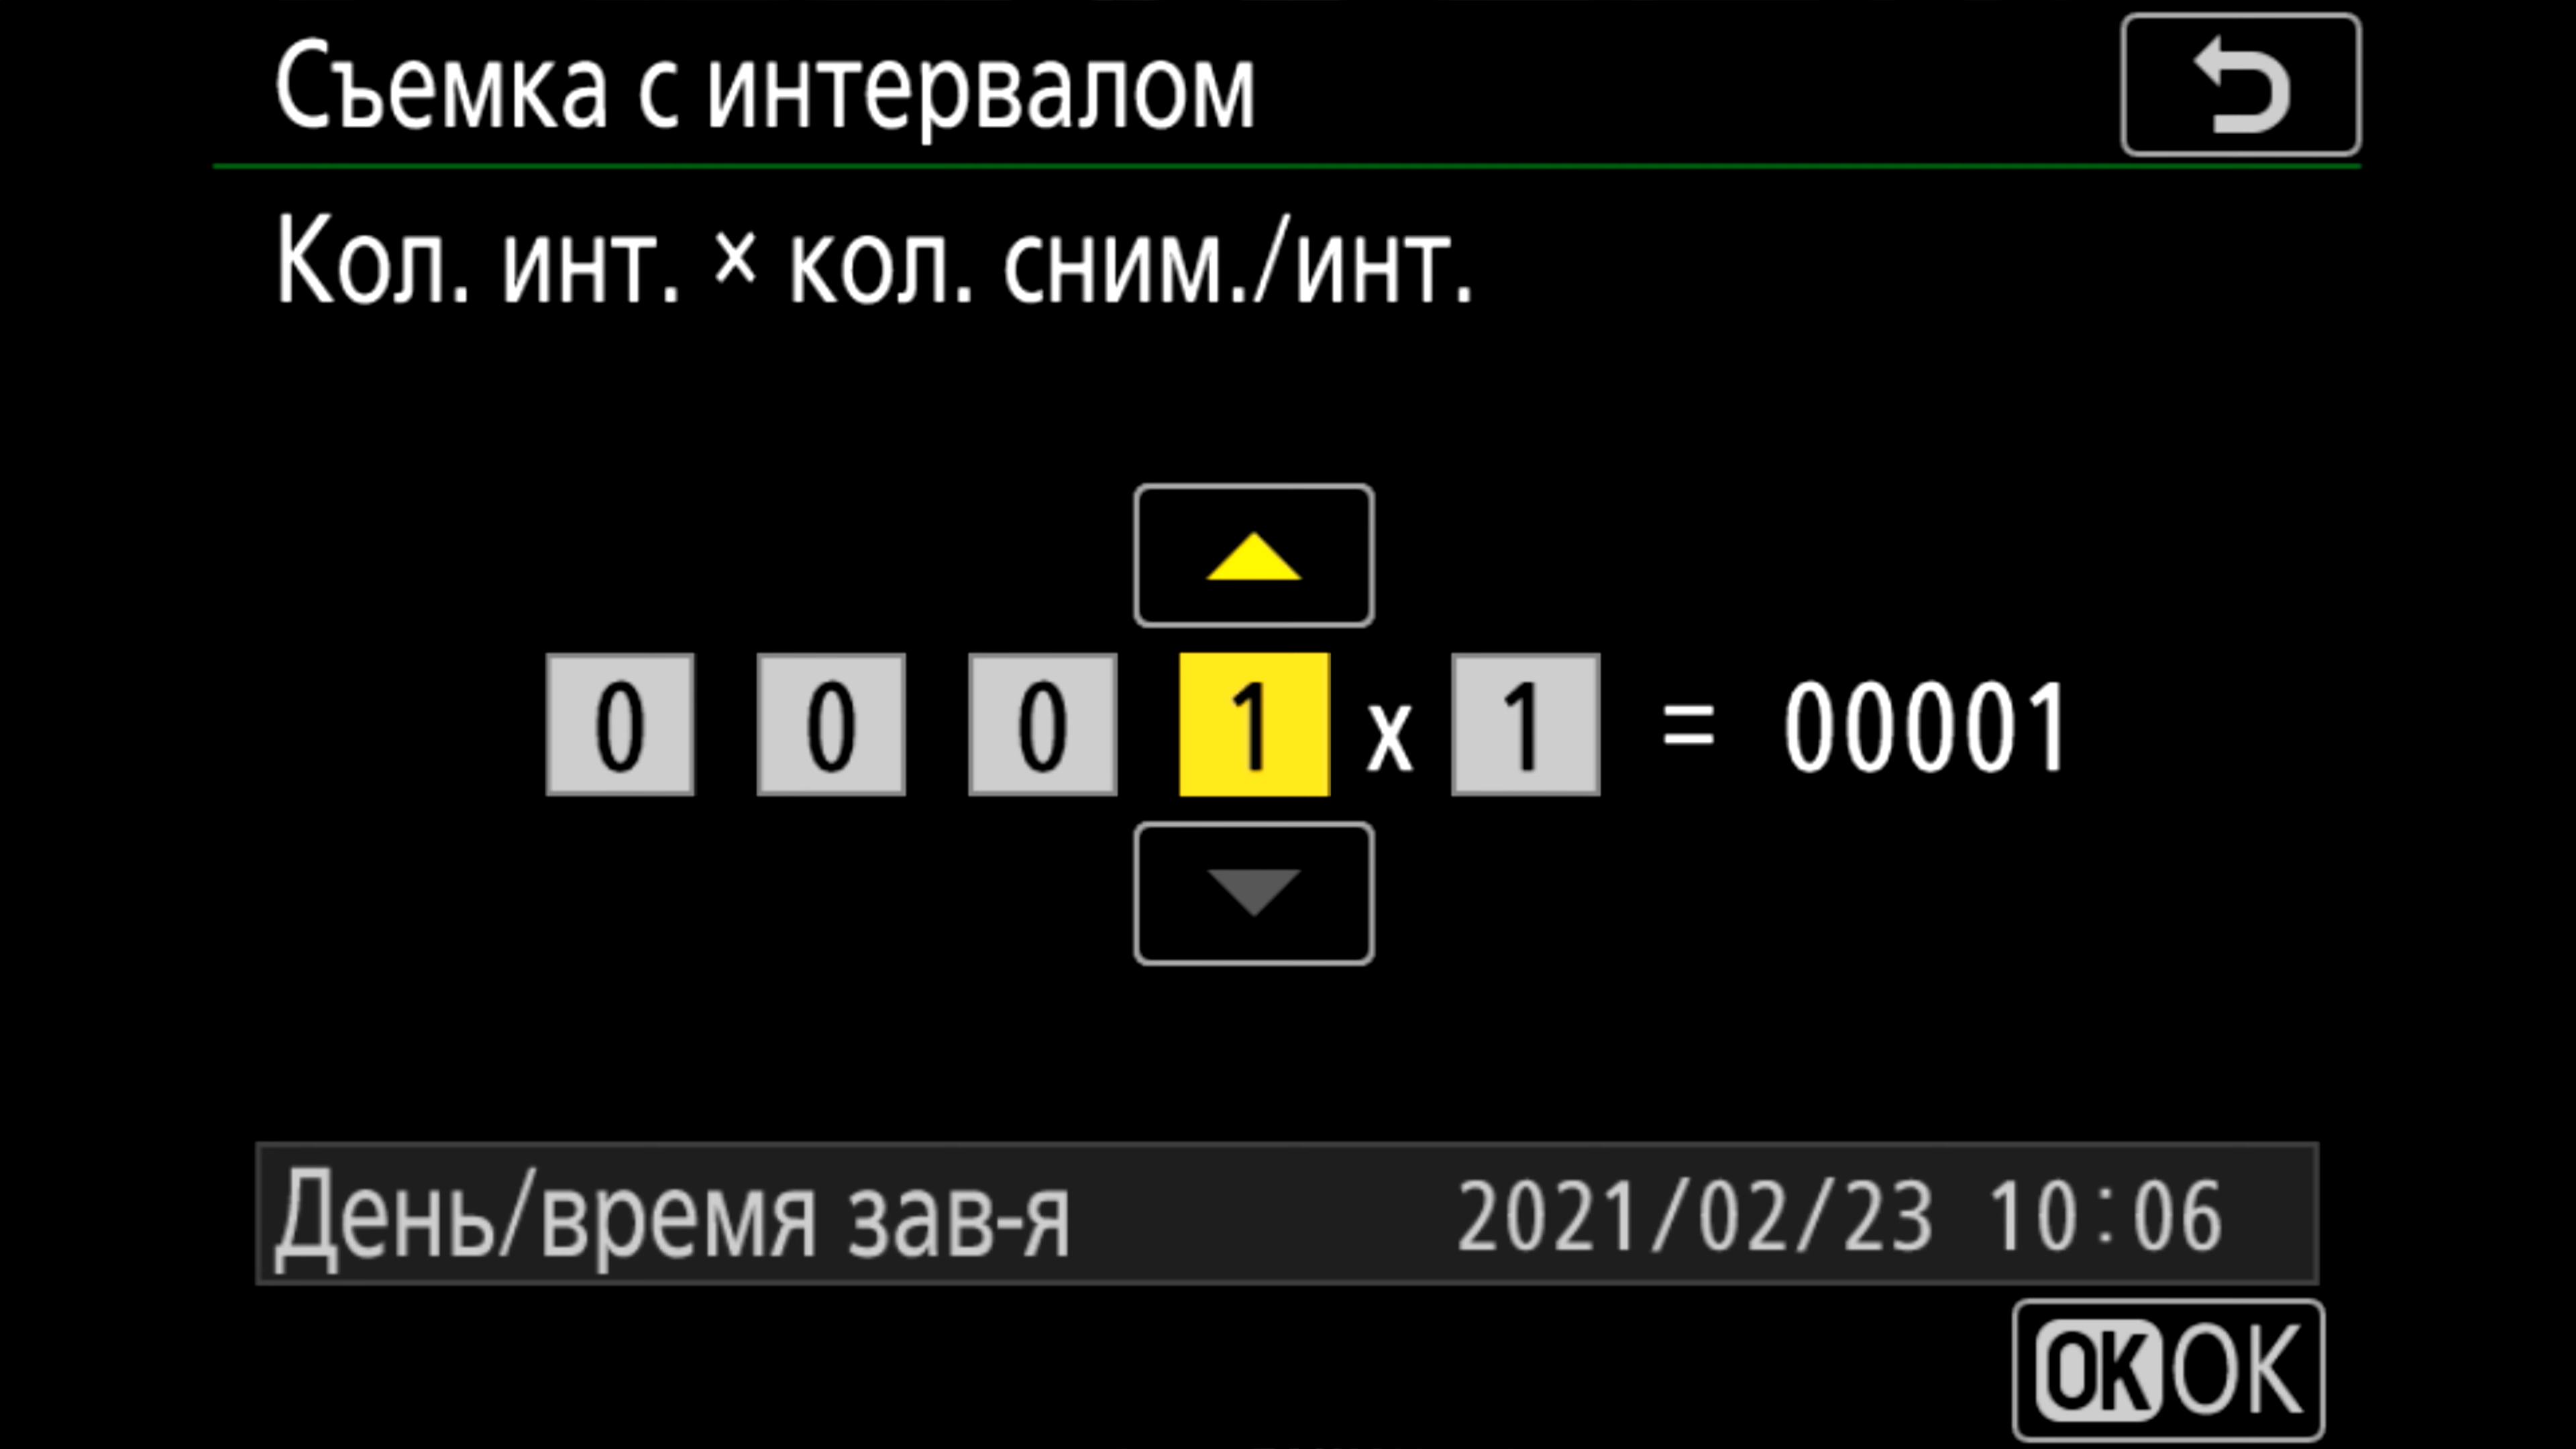 Съемка с интервалом
Кол. инт. × кол. сним./инт.
0 0 0 1 x 1 = 00001
День/время зав-я 2021/02/23 10:06
OK OK